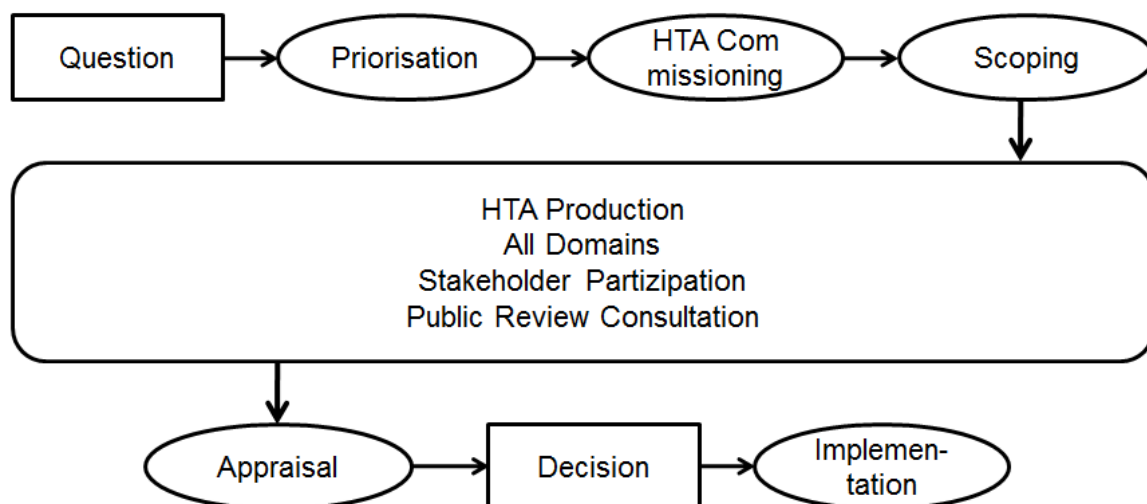 Question
Priorisation
HTA Com
missioning
Scoping
HTA Production
All Domains
Stakeholder Partizipation
Public Review Consultation
Appraisal
Decision
Implemen-
tation